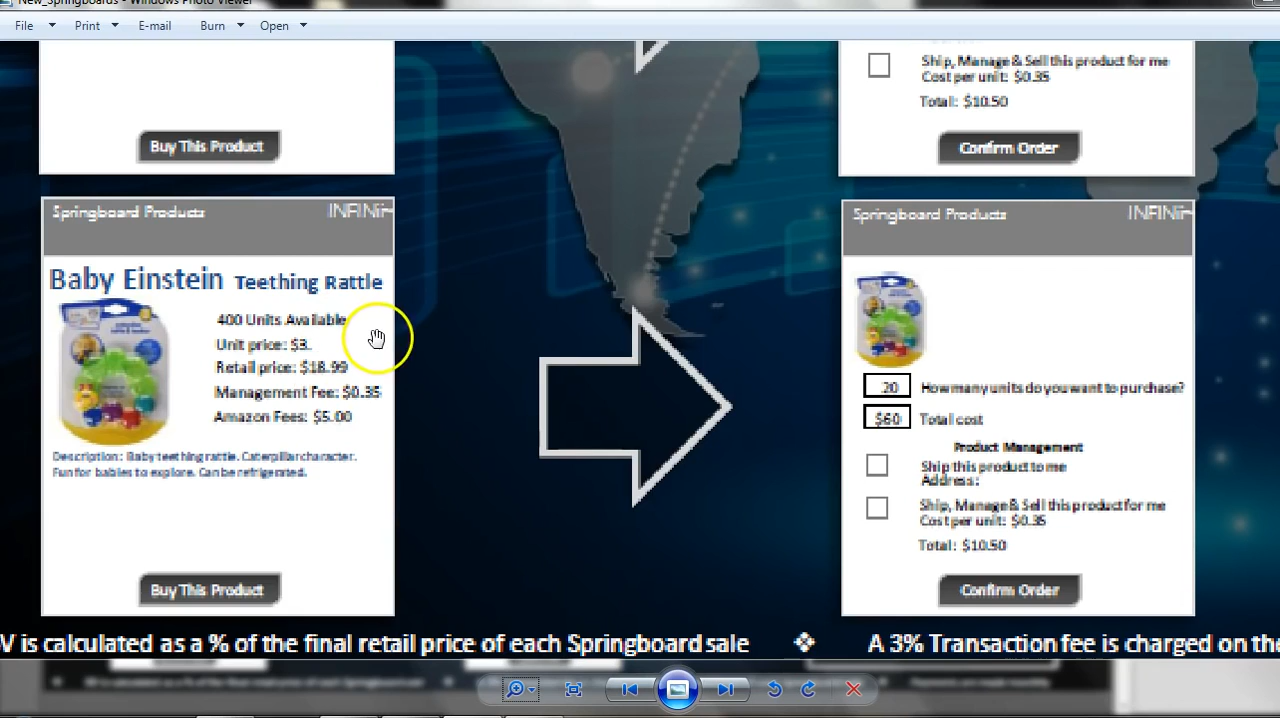 New_Springboards - Windows Photo Viewer
File Print E-mail Burn Open
Buy This Product
Ship, Manage & Sell this product for me
Cost per unit: $0.35
Total: $10.50
Confirm Order
Springboard Products INFINii
Baby Einstein Teething Rattle
400 Units Available
Unit price: $3.
Retail price: $18.99
Management Fee: $0.35
Amazon Fees: $5.00
Description: Baby teething rattle. Caterpillar character.
Fun for babies to explore. Can be refrigerated.
Buy This Product
Springboard Products INFINii
20 How many units do you want to purchase?
$60 Total cost
Product Management
Ship this product to me
Address:
Ship, Manage & Sell this product for me
Cost per unit: $0.35
Total: $10.50
Confirm Order
V is calculated as a % of the final retail price of each Springboard sale ❖ A 3% Transaction fee is charged on the